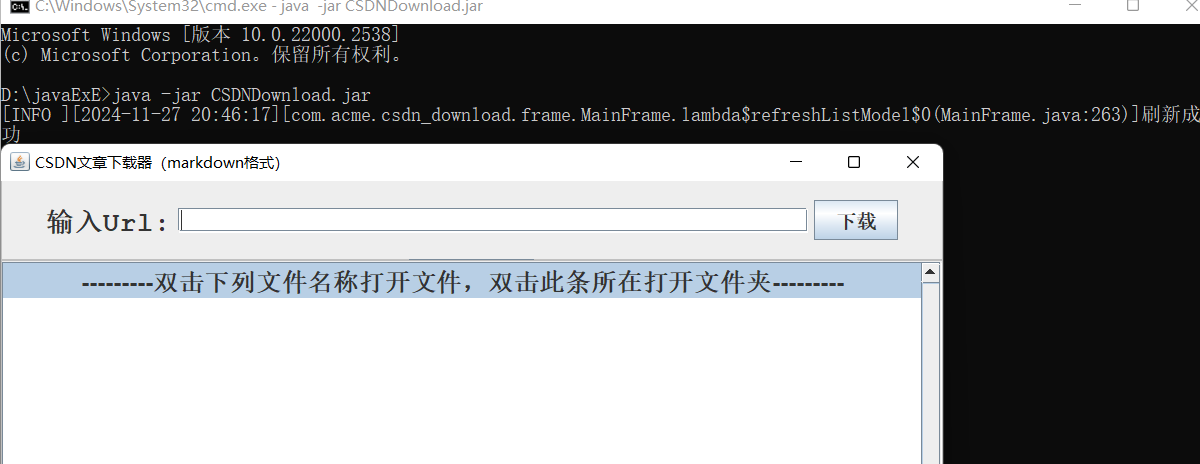 C:\Windows\System32\cmd.exe - java  -jar CSDNDownload.jar
Microsoft Windows [版本 10.0.22000.2538]
(c) Microsoft Corporation。保留所有权利。
D:\javaExE>java -jar CSDNDownload.jar
[INFO ][2024-11-27 20:46:17][com.acme.csdn_download.frame.MainFrame.lambda$refreshListModel$0(MainFrame.java:263)]刷新成
功
CSDN文章下载器（markdown格式）
输入Url: 下载
---------双击下列文件名称打开文件，双击此条所在打开文件夹---------